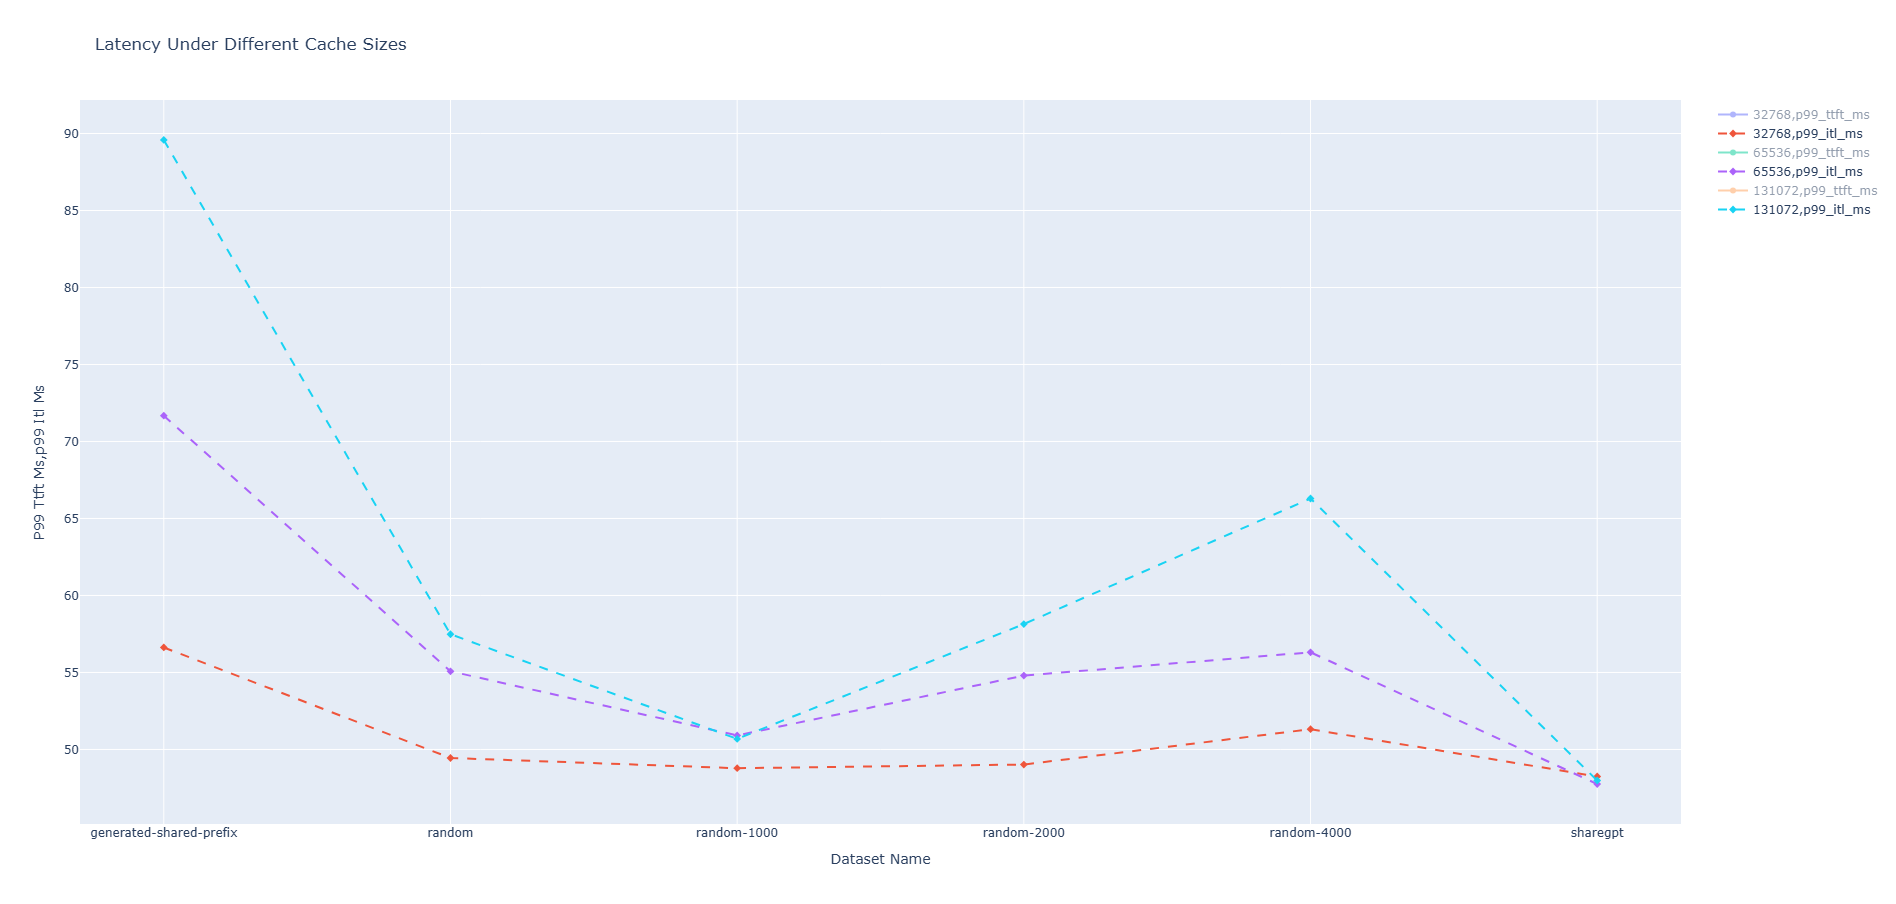 Latency Under Different Cache Sizes
90
85
80
75
70
65
60
55
50
P99 Ttft Ms,p99 Itl Ms
generated-shared-prefix
random
random-1000
random-2000
random-4000
sharegpt
Dataset Name
32768,p99_ttft_ms
32768,p99_itl_ms
65536,p99_ttft_ms
65536,p99_itl_ms
131072,p99_ttft_ms
131072,p99_itl_ms